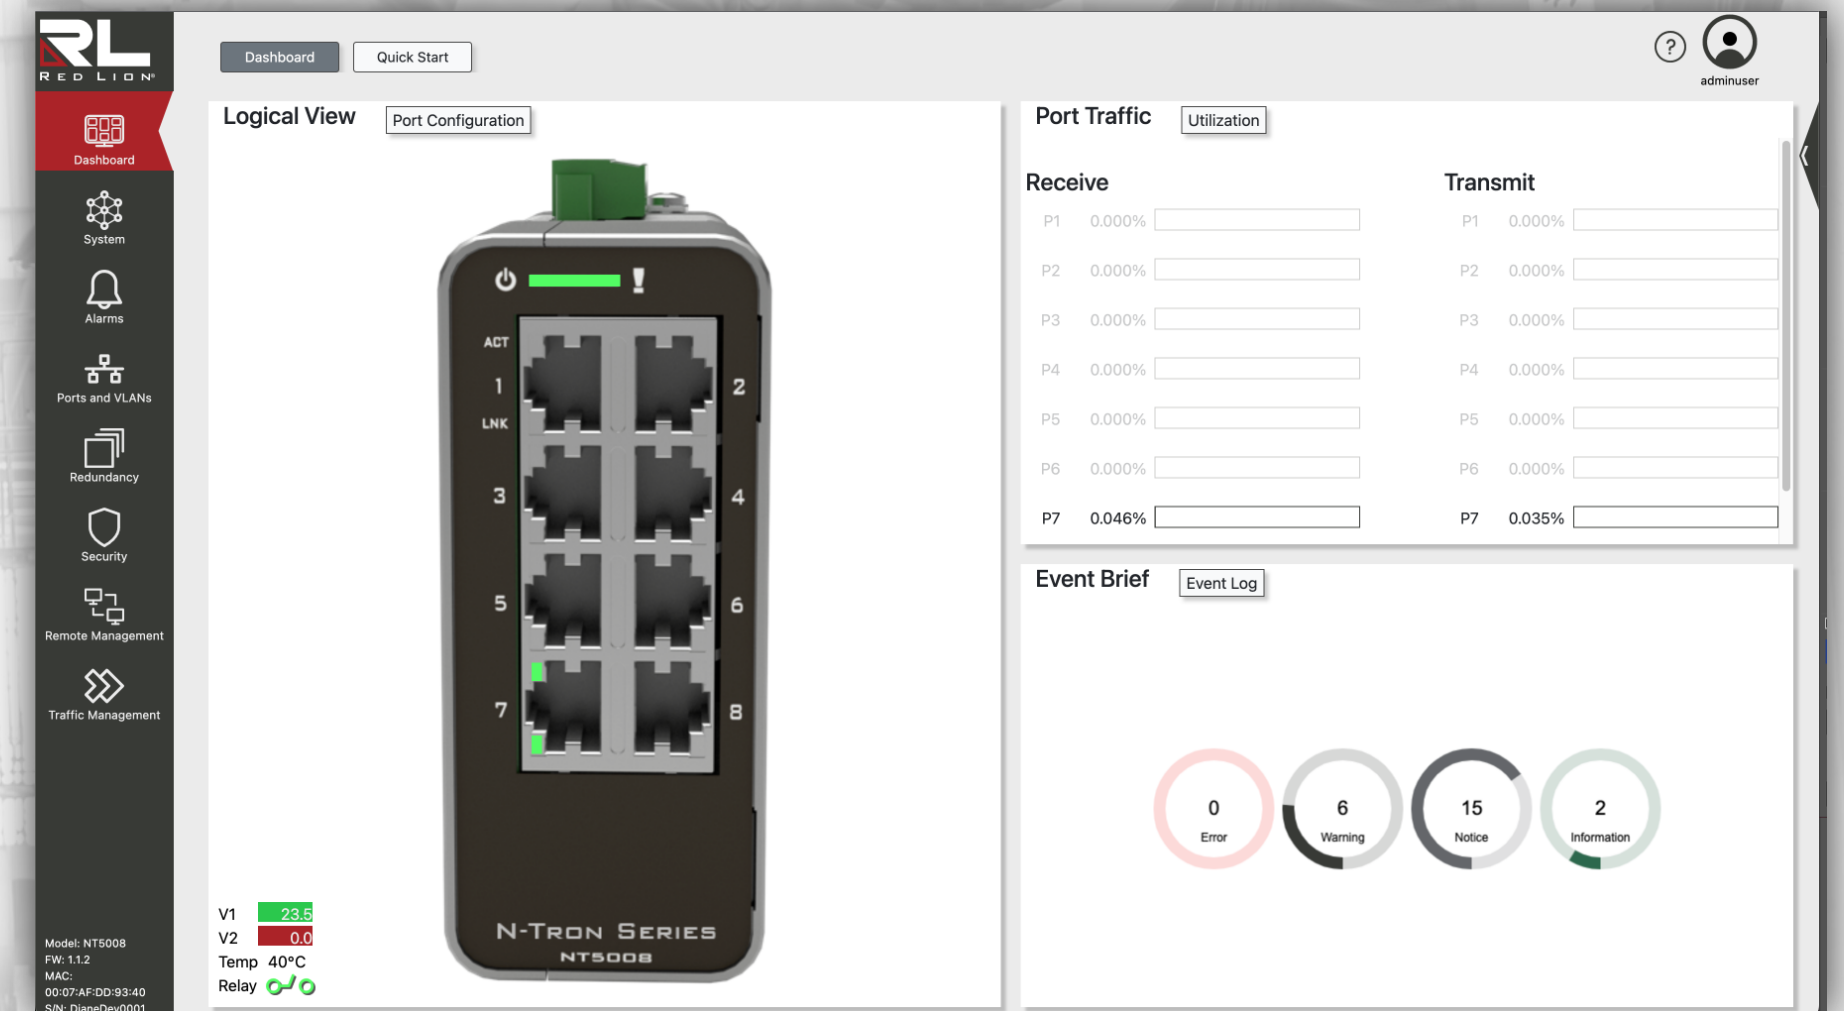 RL
RED LION®
Dashboard
System
Alarms
Ports and VLANs
Redundancy
Security
Remote Management
Traffic Management
Model: NT5008
FW: 1.1.2
MAC:
00:07:AF:DD:93:40
S/N: DianeDev0001
Dashboard Quick Start
?
adminuser
Logical View Port Configuration
!
ACT
1 2
LNK
3 4
5 6
7 8
N-TRON SERIES
NT5008
V1 23.5
V2 0.0
Temp 40°C
Relay
Port Traffic Utilization
Receive Transmit
P1 0.000% P1 0.000%
P2 0.000% P2 0.000%
P3 0.000% P3 0.000%
P4 0.000% P4 0.000%
P5 0.000% P5 0.000%
P6 0.000% P6 0.000%
P7 0.046% P7 0.035%
Event Brief Event Log
0 6 15 2
Error Warning Notice Information